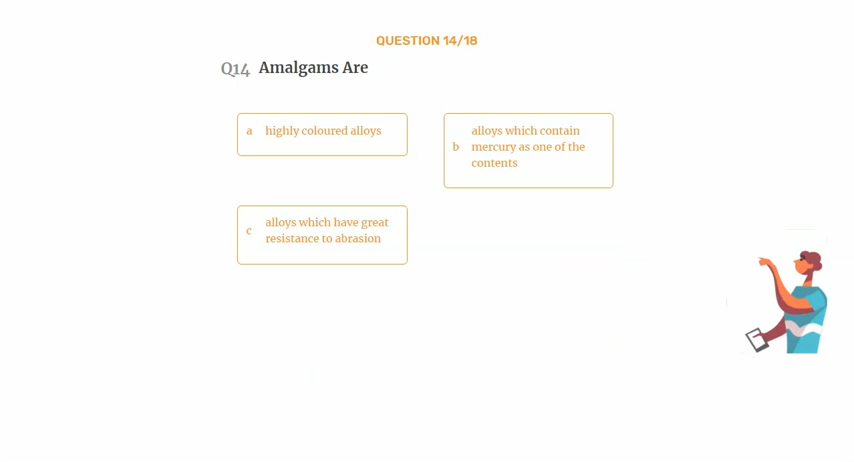 QUESTION 14/18
Q14 Amalgams Are
a highly coloured alloys
alloys which contain
b mercury as one of the
contents
alloys which have great
c resistance to abrasion